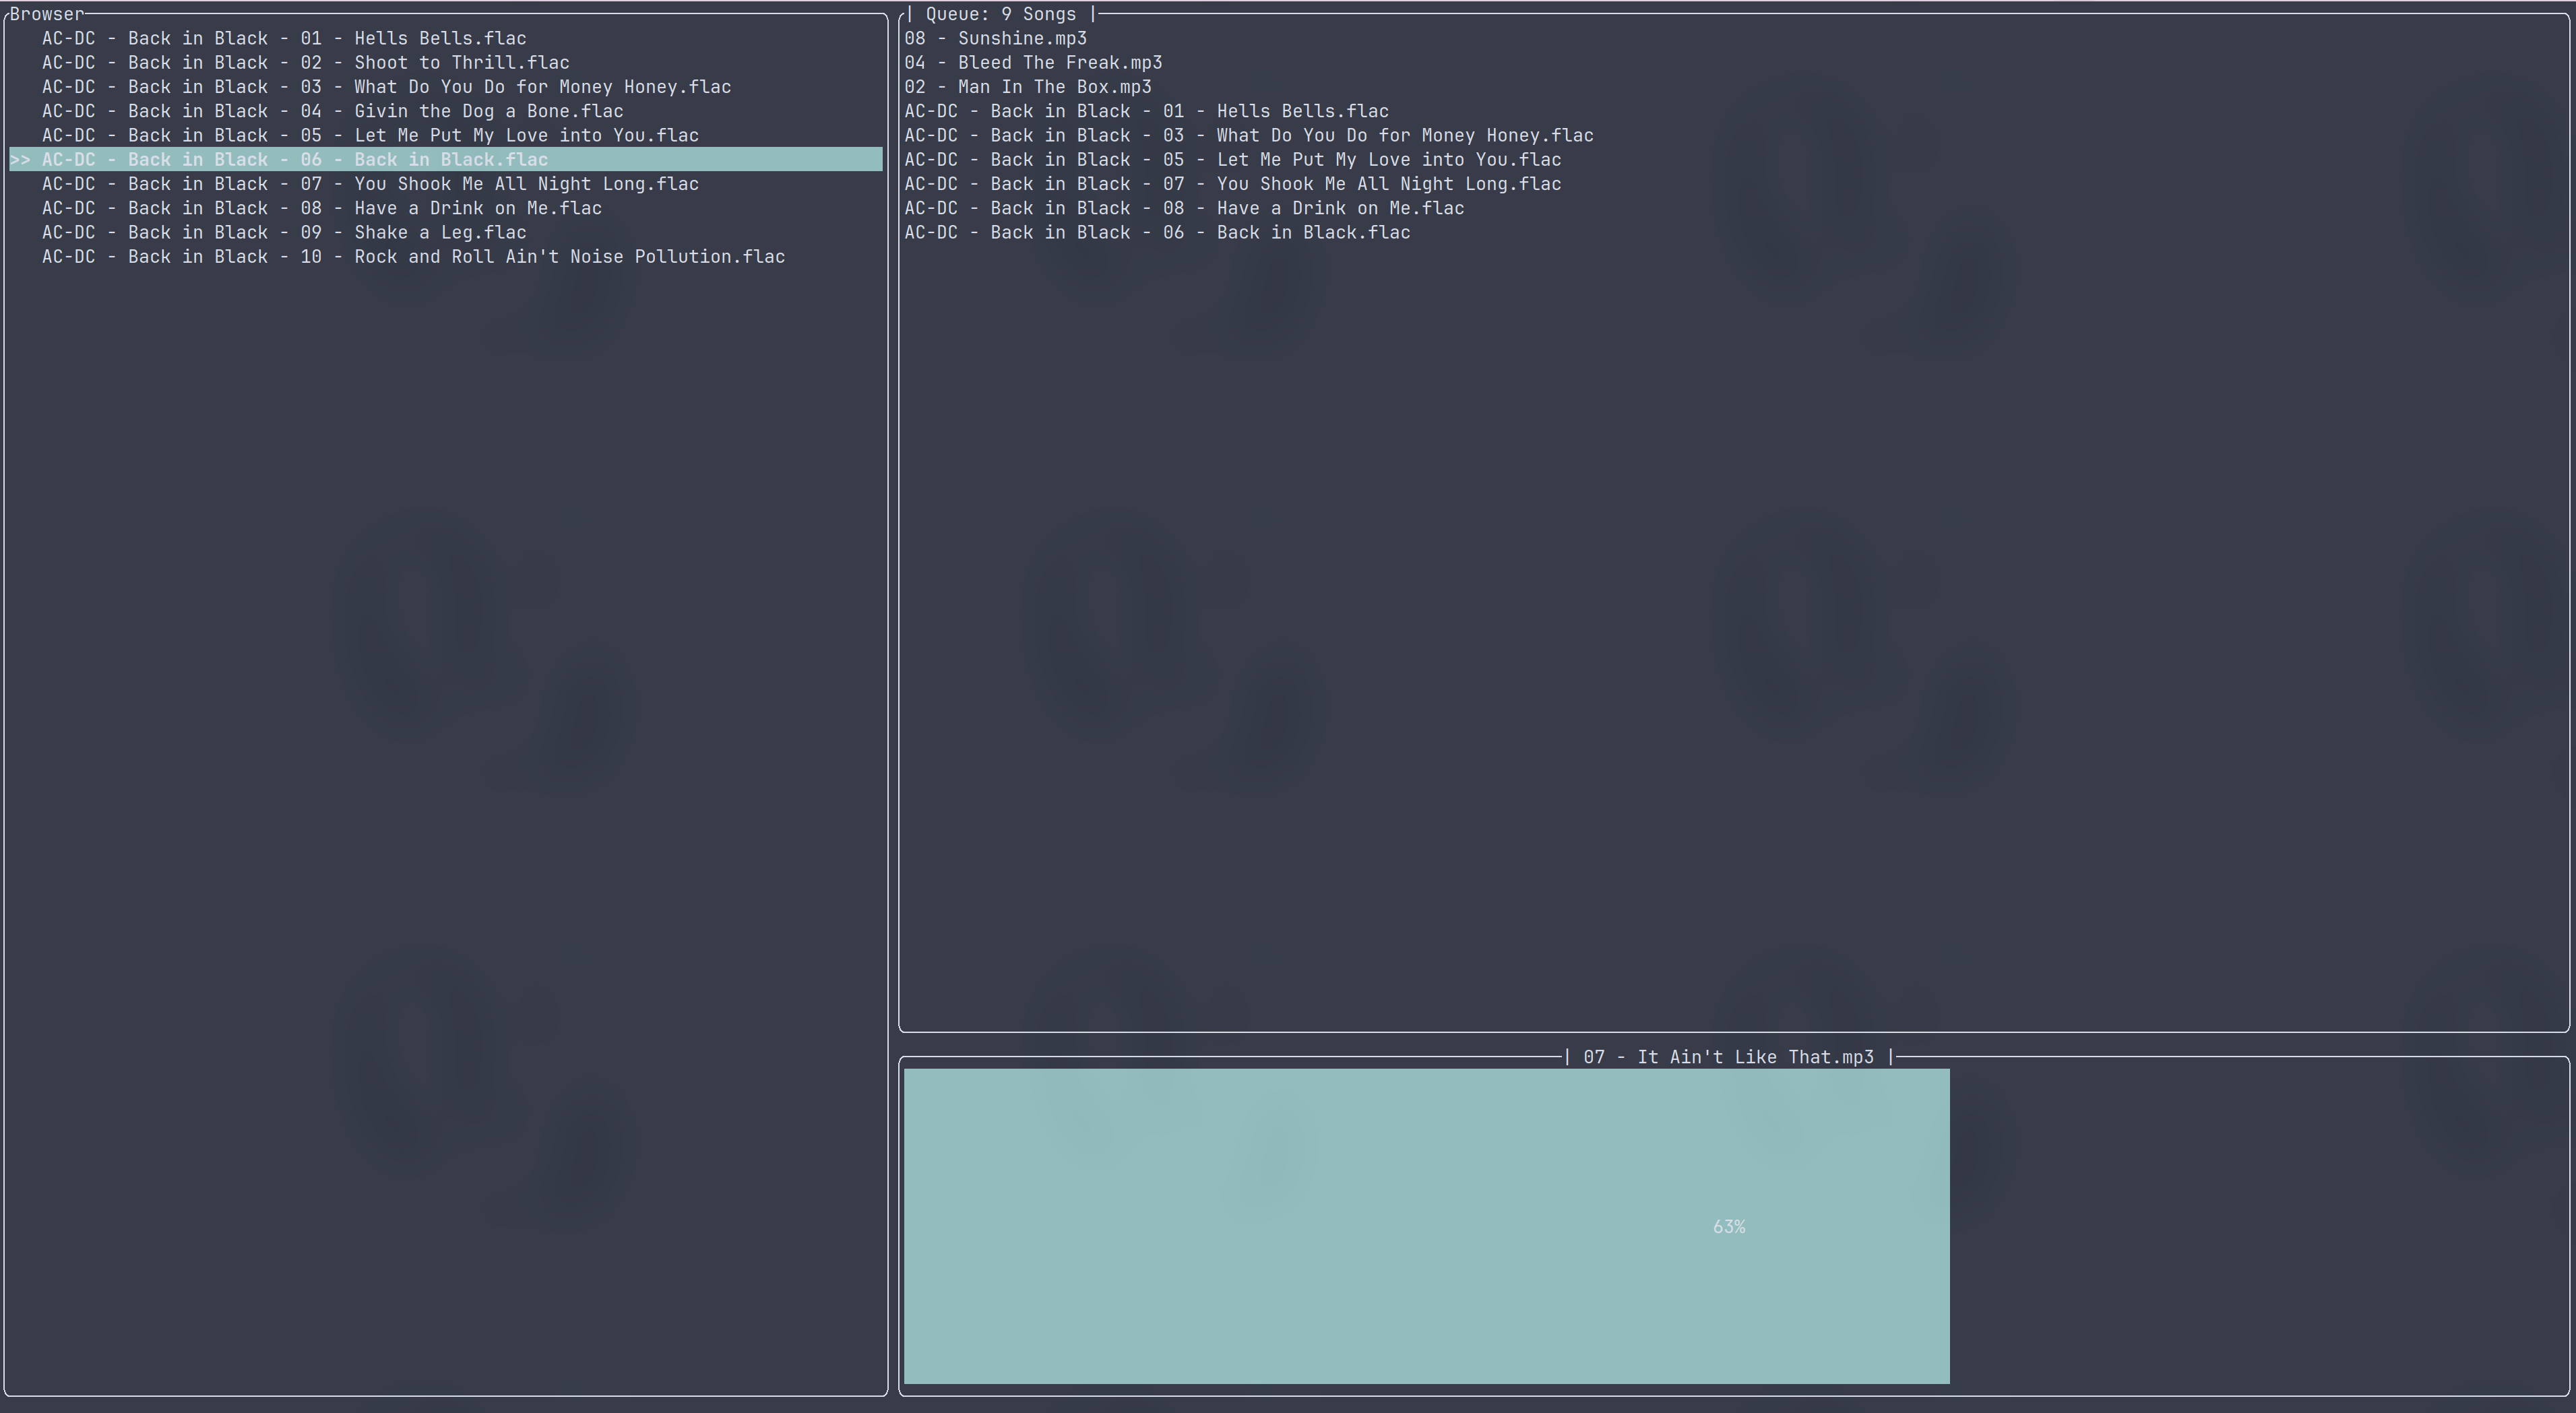 Browser
AC-DC - Back in Black - 01 - Hells Bells.flac
AC-DC - Back in Black - 02 - Shoot to Thrill.flac
AC-DC - Back in Black - 03 - What Do You Do for Money Honey.flac
AC-DC - Back in Black - 04 - Givin the Dog a Bone.flac
AC-DC - Back in Black - 05 - Let Me Put My Love into You.flac
>> AC-DC - Back in Black - 06 - Back in Black.flac
AC-DC - Back in Black - 07 - You Shook Me All Night Long.flac
AC-DC - Back in Black - 08 - Have a Drink on Me.flac
AC-DC - Back in Black - 09 - Shake a Leg.flac
AC-DC - Back in Black - 10 - Rock and Roll Ain't Noise Pollution.flac
| Queue: 9 Songs |
08 - Sunshine.mp3
04 - Bleed The Freak.mp3
02 - Man In The Box.mp3
AC-DC - Back in Black - 01 - Hells Bells.flac
AC-DC - Back in Black - 03 - What Do You Do for Money Honey.flac
AC-DC - Back in Black - 05 - Let Me Put My Love into You.flac
AC-DC - Back in Black - 07 - You Shook Me All Night Long.flac
AC-DC - Back in Black - 08 - Have a Drink on Me.flac
AC-DC - Back in Black - 06 - Back in Black.flac
| 07 - It Ain't Like That.mp3 |
63%